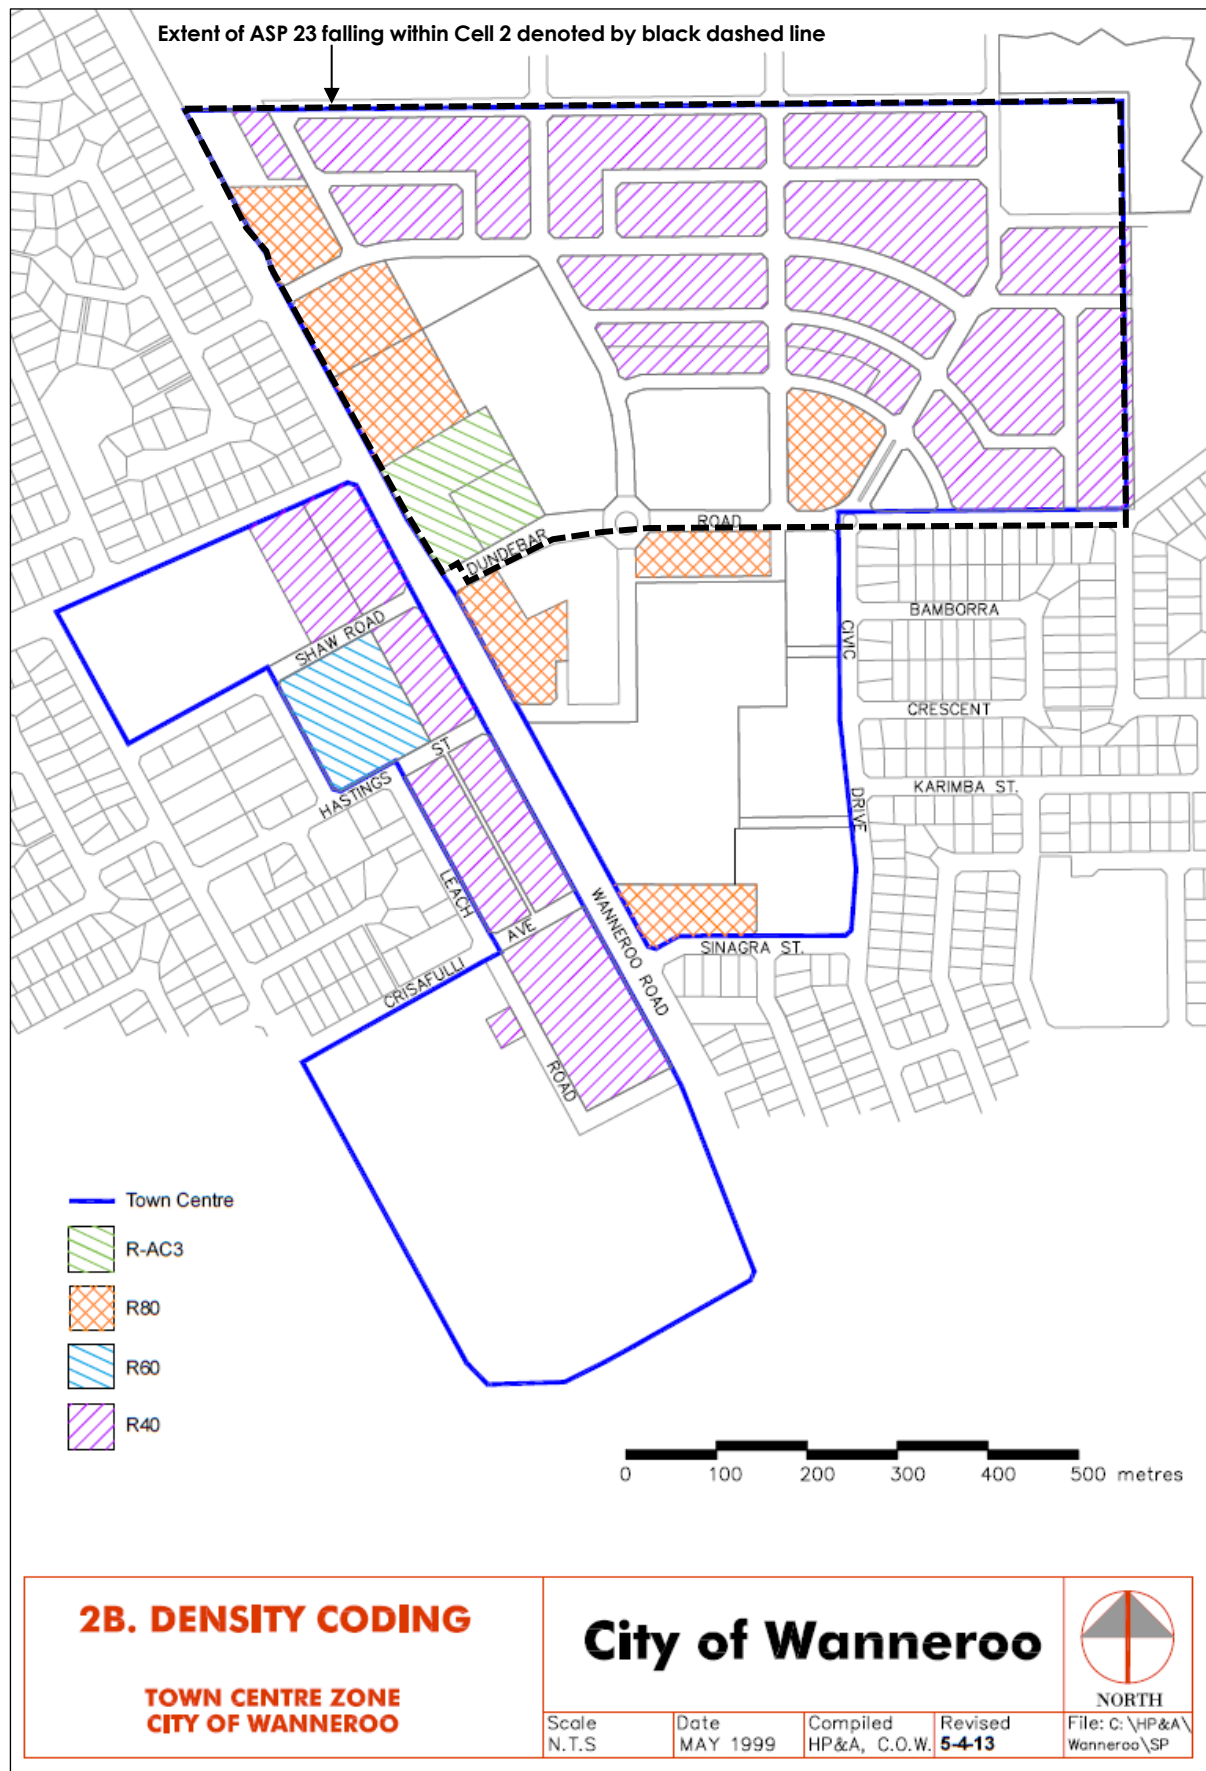 Extent of ASP 23 falling within Cell 2 denoted by black dashed line
DUNDEBAR
ROAD
BAMBORRA
SHAW ROAD
CIVIC
CRESCENT
HASTINGS
ST
KARIMBA ST.
DRIVE
LEACH
AVE
WANNEROO ROAD
SINAGRA ST.
CRISAFULLI
ROAD
Town Centre
R-AC3
R80
R60
R40
0 100 200 300 400 500 metres
2B. DENSITY CODING
TOWN CENTRE ZONE
CITY OF WANNEROO
City of Wanneroo
NORTH
Scale
N.T.S
Date
MAY 1999
Compiled
HP&A, C.O.W.
Revised
5-4-13
File: C:\HP&A\
Wanneroo\SP